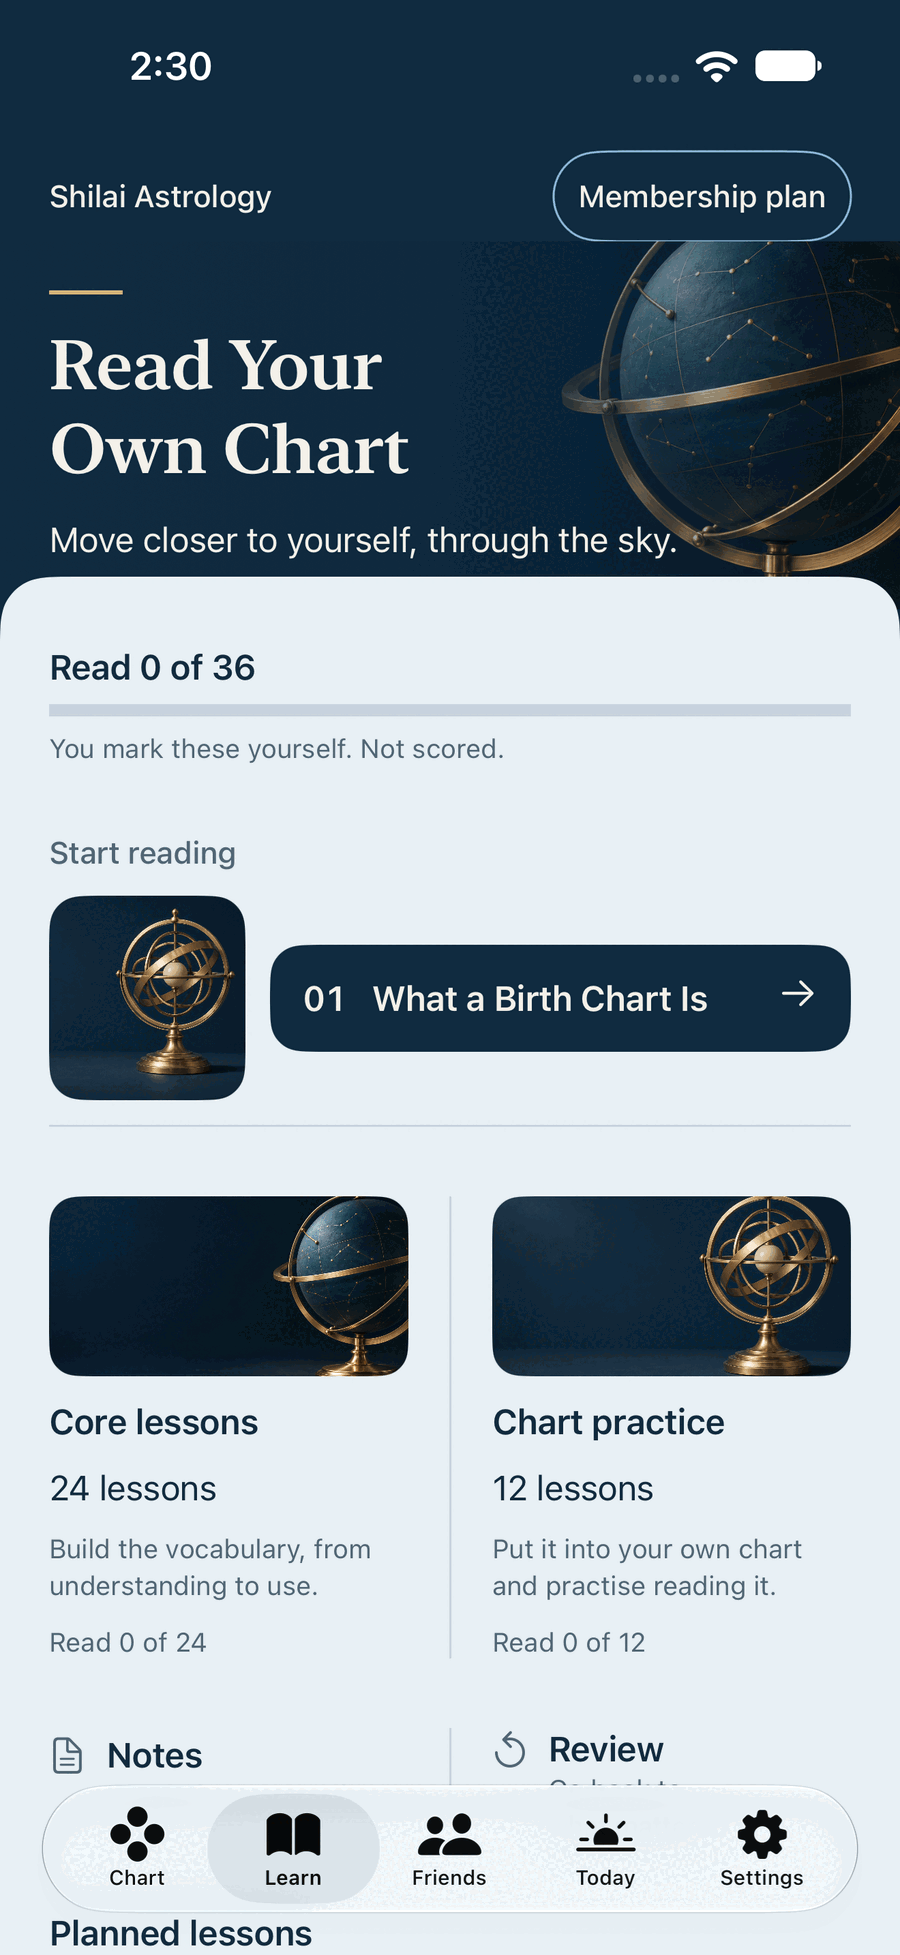 2:30
Shilai Astrology
Membership plan
Read Your
Own Chart
Move closer to yourself, through the sky.
Read 0 of 36
You mark these yourself. Not scored.
Start reading
01 What a Birth Chart Is
Core lessons
24 lessons
Build the vocabulary, from
understanding to use.
Read 0 of 24
Chart practice
12 lessons
Put it into your own chart
and practise reading it.
Read 0 of 12
Notes
Review
Chart
Learn
Friends
Today
Settings
Planned lessons